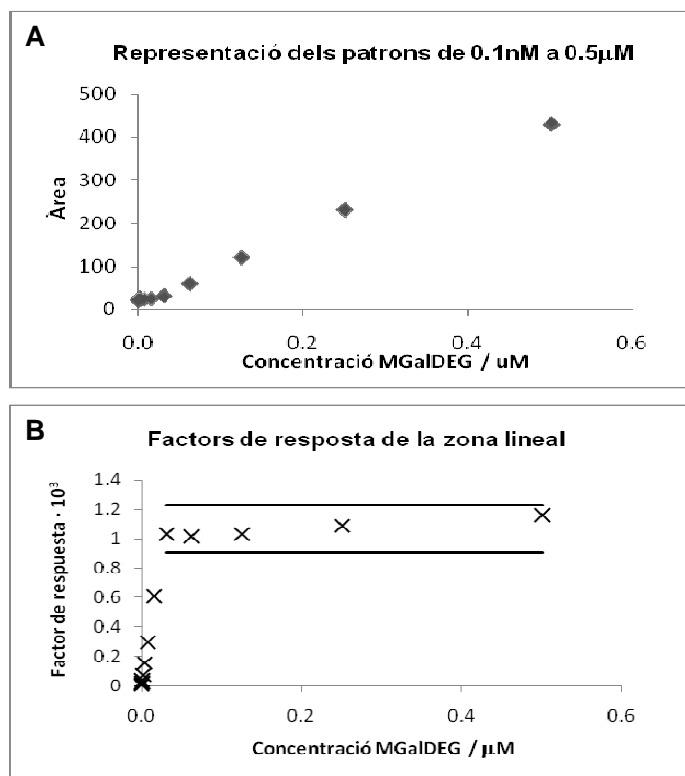 A
Representació dels patrons de 0.1nM a 0.5μM
500
400
300
200
100
0
Àrea
0.0
0.2
0.4
0.6
Concentració MGalDEG / uM
B
Factors de resposta de la zona lineal
1.4
1.2
1
0.8
0.6
0.4
0.2
0
Factor de respuesta · 10³
0.0
0.2
0.4
0.6
Concentració MGalDEG / μM